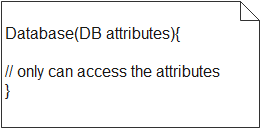 Database(DB attributes){
// only can access the attributes
}